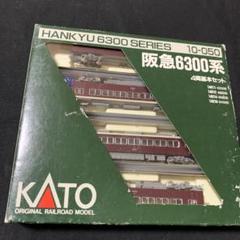 HANKYU 6300 SERIES 10-050
阪急6300系
4両基本セット
KATO
ORIGINAL RAILROAD MODEL